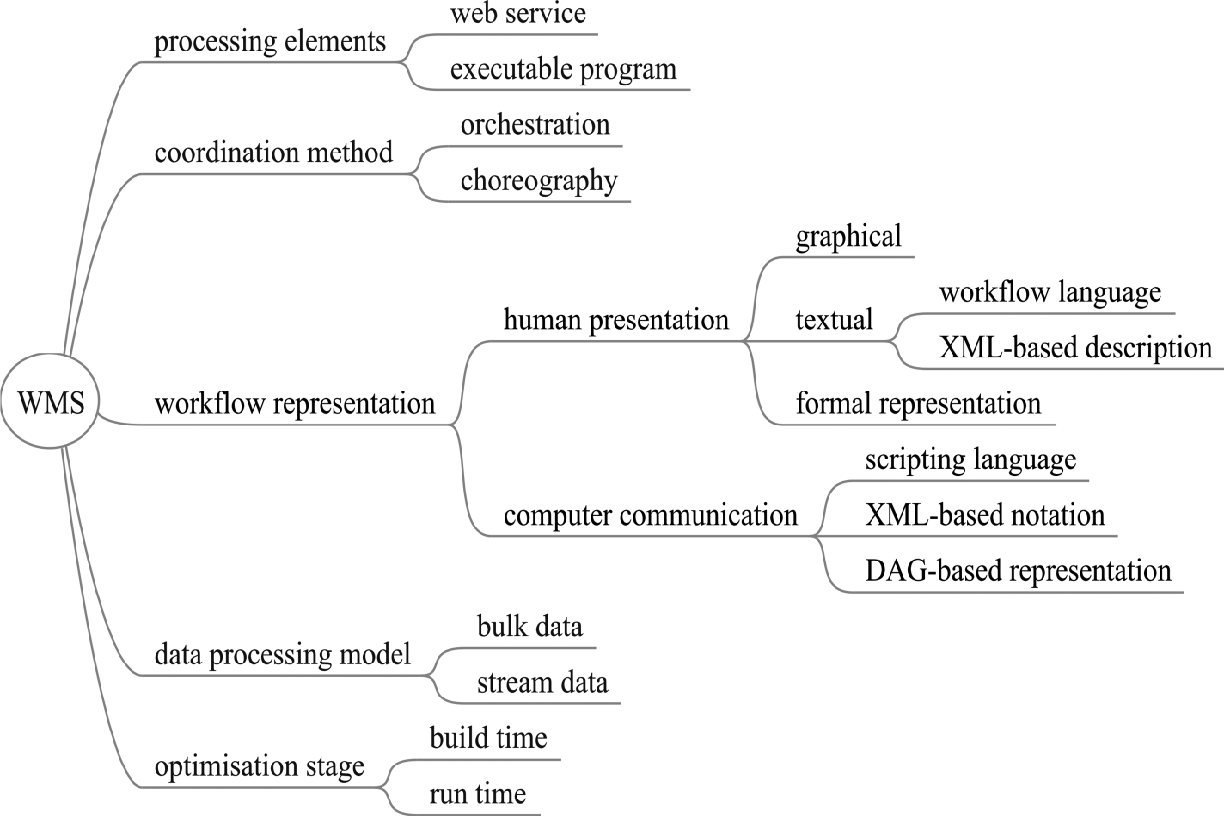 web service
processing elements
executable program
orchestration
coordination method
choreography
graphical
workflow language
human presentation
textual
XML-based description
WMS
workflow representation
formal representation
scripting language
computer communication
XML-based notation
DAG-based representation
bulk data
data processing model
stream data
build time
optimisation stage
run time